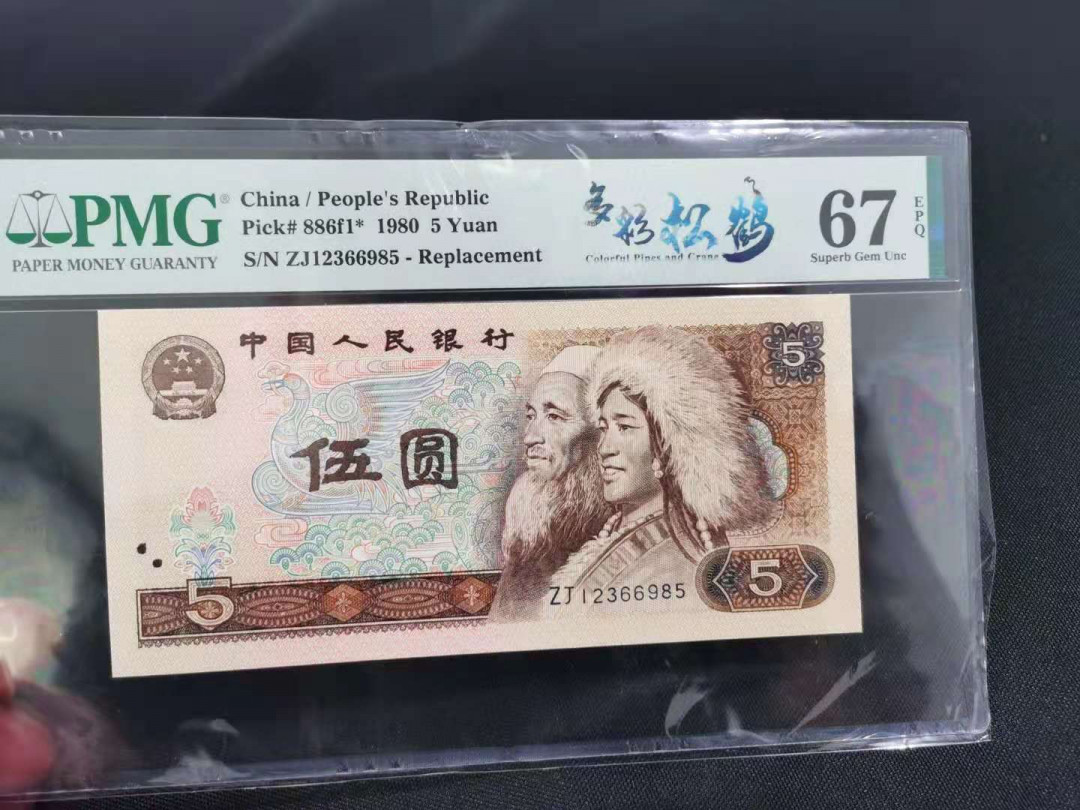 PMG®
PAPER MONEY GUARANTY
China / People's Republic
Pick# 886f1* 1980 5 Yuan
S/N ZJ12366985 - Replacement
多彩松鹤
Colorful Pines and Crane
67
EPQ
Superb Gem Unc
中国人民银行
5
伍圆
5
ZJ12366985
5